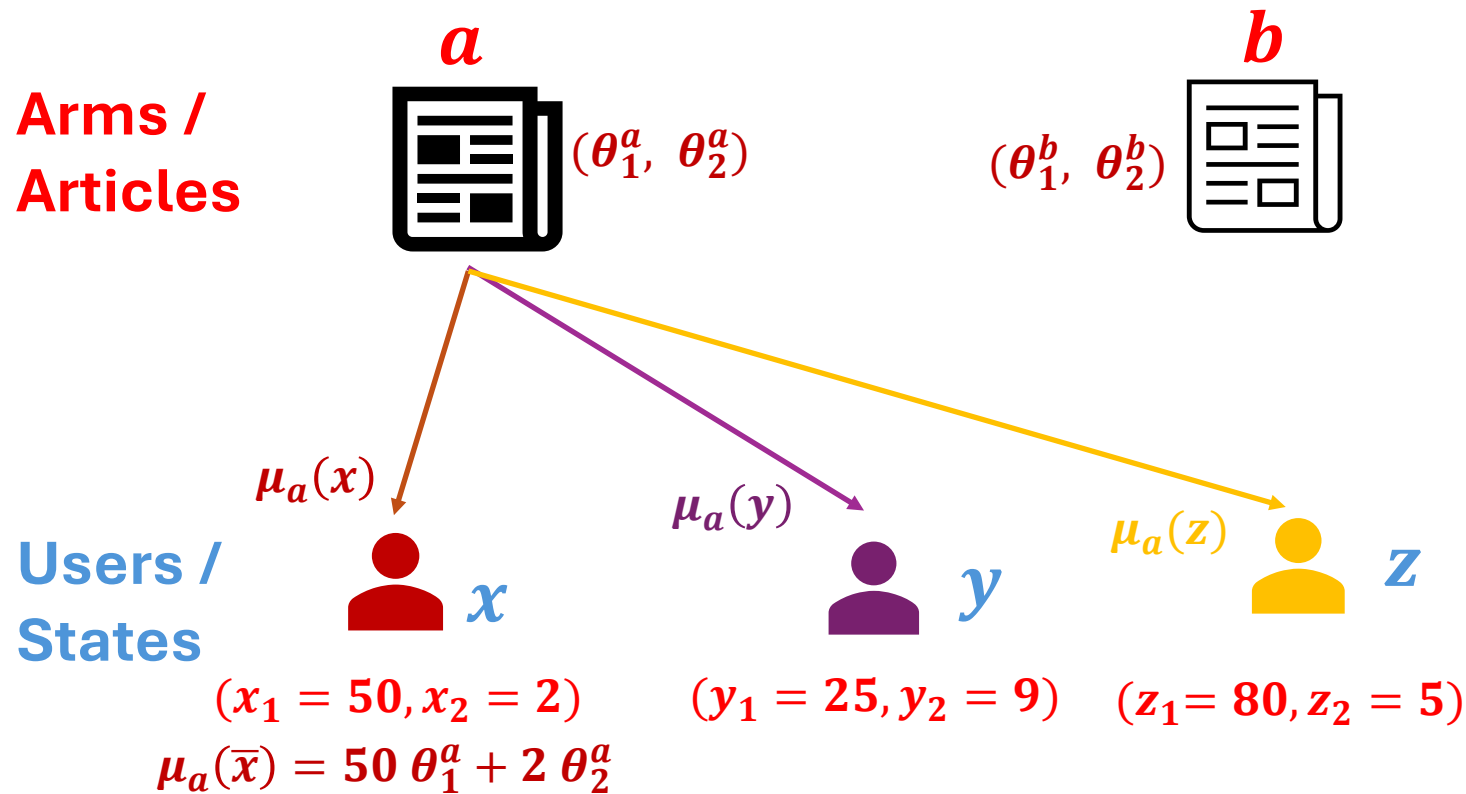 a
b
Arms /
Articles
(θ₁ᵃ, θ₂ᵃ)
(θ₁ᵇ, θ₂ᵇ)
μₐ(x)
μₐ(y)
μₐ(z)
Users /
States
x
y
z
(x₁ = 50, x₂ = 2)
(y₁ = 25, y₂ = 9)
(z₁= 80, z₂ = 5)
μₐ(x̅) = 50 θ₁ᵃ + 2 θ₂ᵃ